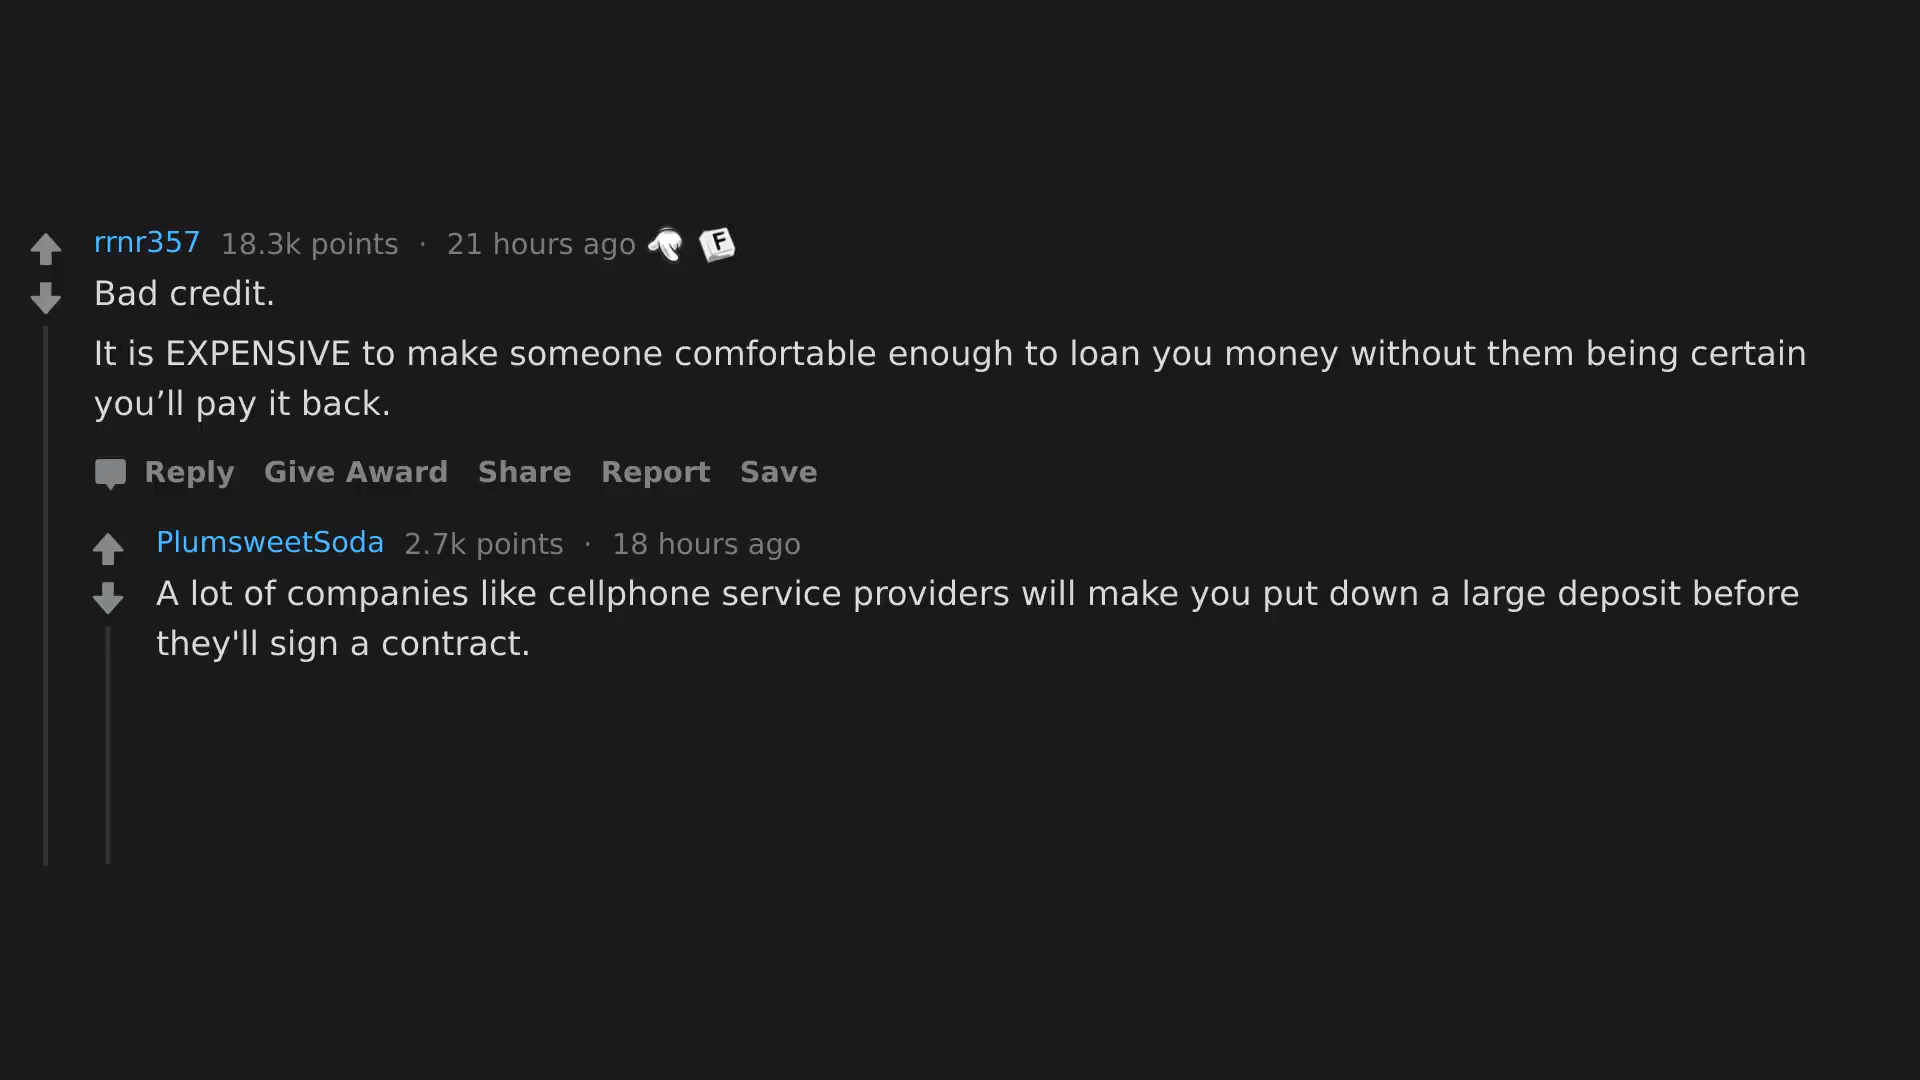 rrnr357 18.3k points · 21 hours ago F
Bad credit.
It is EXPENSIVE to make someone comfortable enough to loan you money without them being certain
you’ll pay it back.
Reply Give Award Share Report Save
PlumsweetSoda 2.7k points · 18 hours ago
A lot of companies like cellphone service providers will make you put down a large deposit before
they'll sign a contract.